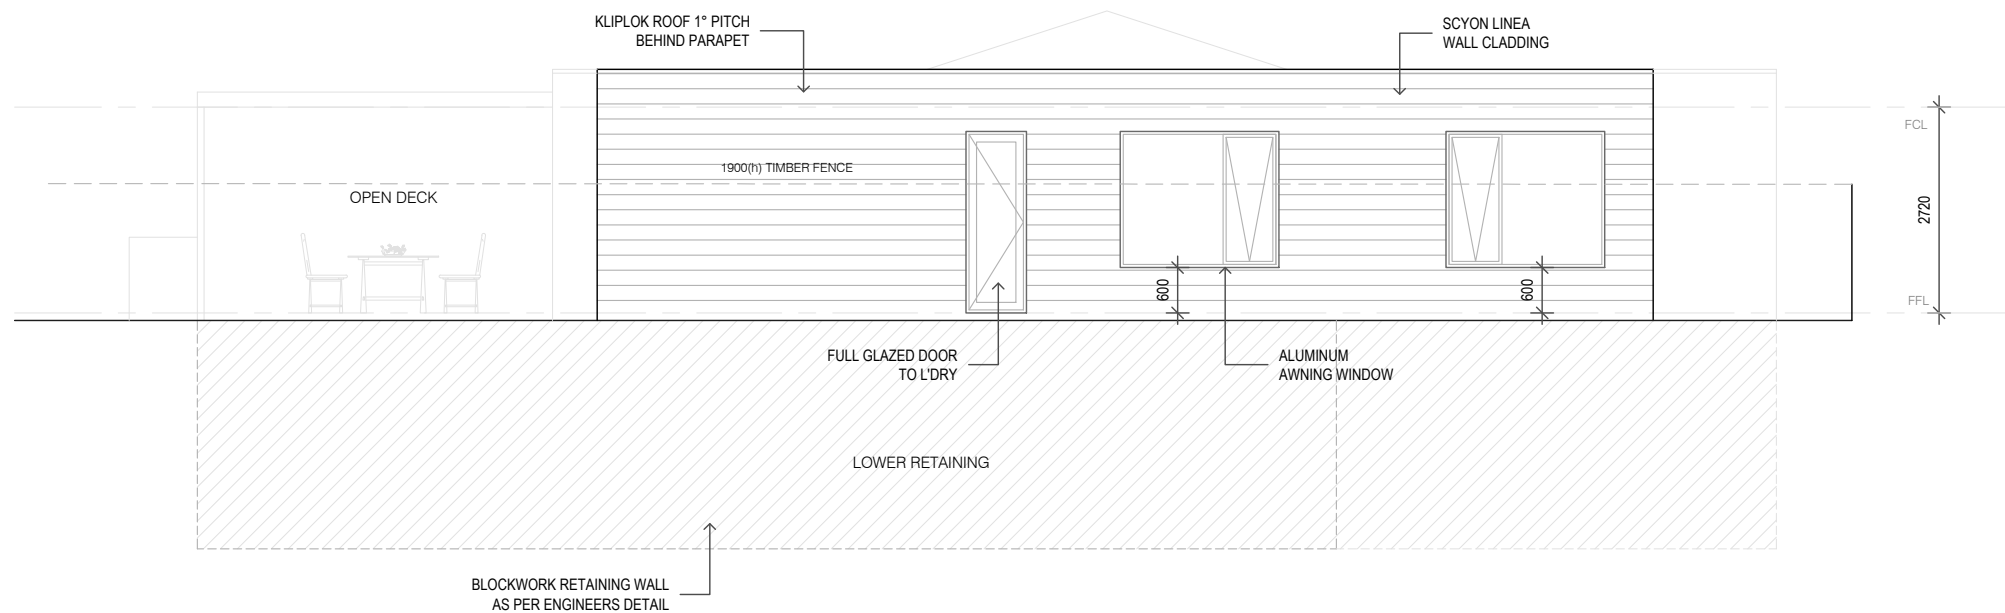 KLIPLOK ROOF 1° PITCH
BEHIND PARAPET
SCYON LINEA
WALL CLADDING
FCL
1900(h) TIMBER FENCE
OPEN DECK
2720
600
600
FFL
FULL GLAZED DOOR
TO L'DRY
ALUMINUM
AWNING WINDOW
LOWER RETAINING
BLOCKWORK RETAINING WALL
AS PER ENGINEERS DETAIL